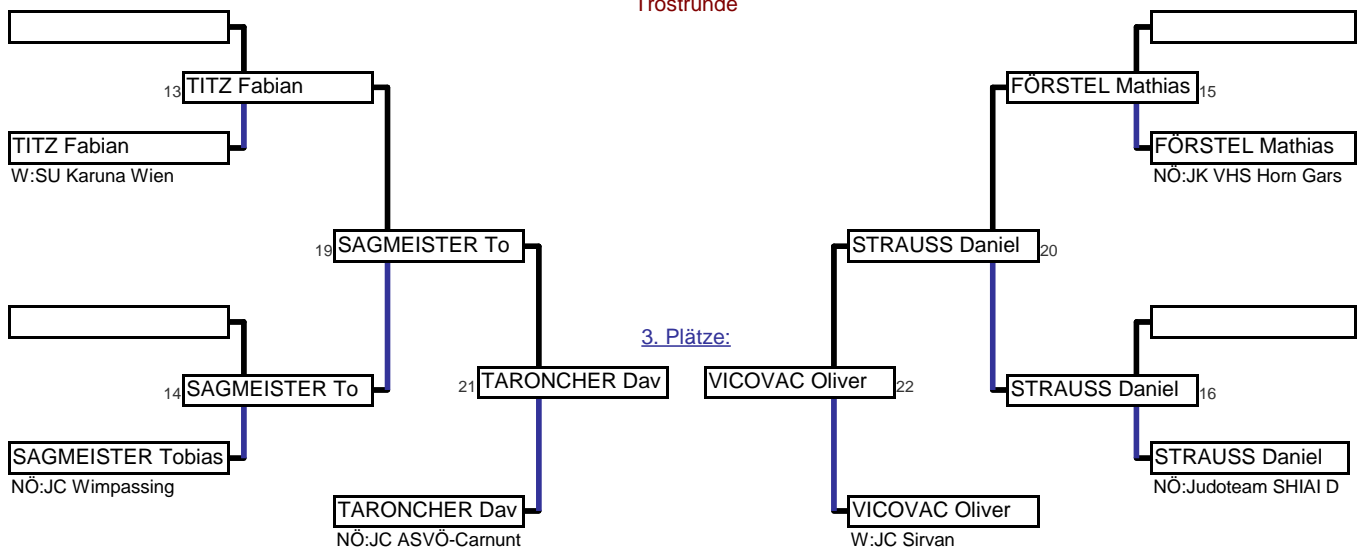 Trostrunde
13 TITZ Fabian
FÖRSTEL Mathias 15
TITZ Fabian
FÖRSTEL Mathias
W:SU Karuna Wien
NÖ:JK VHS Horn Gars
19 SAGMEISTER To
STRAUSS Daniel 20
3. Plätze:
14 SAGMEISTER To
21 TARONCHER Dav
VICOVAC Oliver 22
STRAUSS Daniel 16
SAGMEISTER Tobias
STRAUSS Daniel
NÖ:JC Wimpassing
NÖ:Judoteam SHIAI D
TARONCHER Dav
VICOVAC Oliver
NÖ:JC ASVÖ-Carnunt
W:JC Sirvan